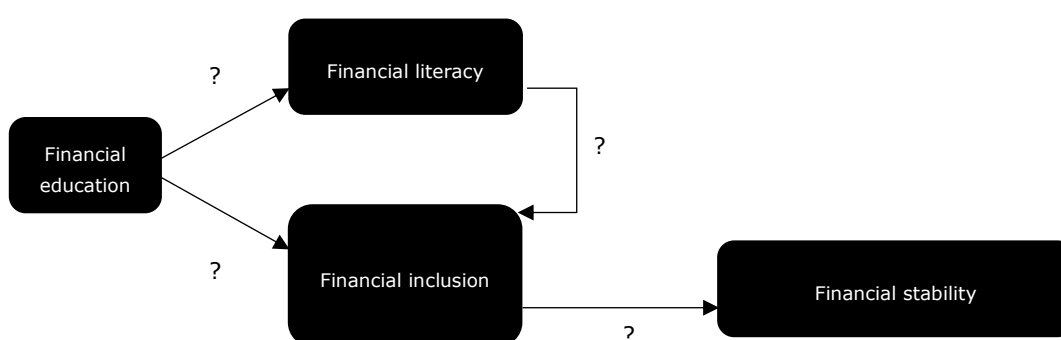 ?
Financial literacy
Financial
education
?
?
Financial inclusion
Financial stability
?